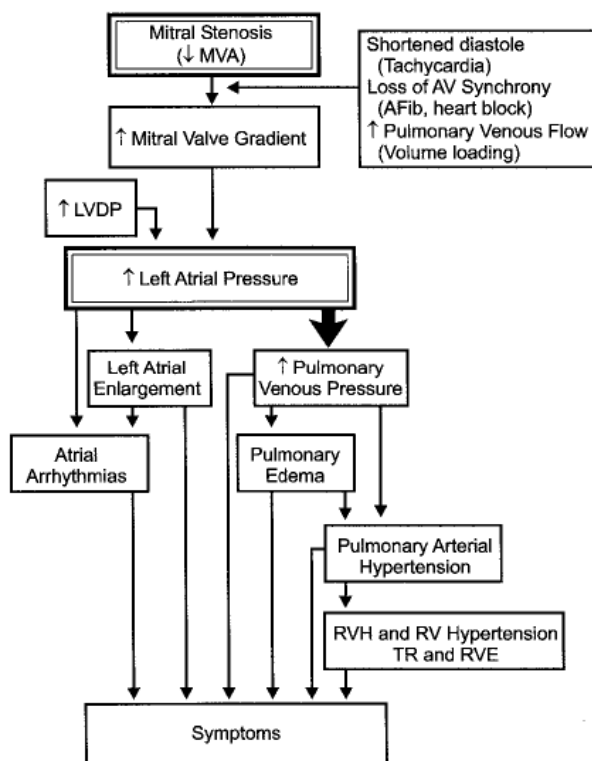 Mitral Stenosis
(↓ MVA)
Shortened diastole
(Tachycardia)
Loss of AV Synchrony
(AFib, heart block)
↑ Pulmonary Venous Flow
(Volume loading)
↑ Mitral Valve Gradient
↑ LVDP
↑ Left Atrial Pressure
Left Atrial
Enlargement
↑ Pulmonary
Venous Pressure
Atrial
Arrhythmias
Pulmonary
Edema
Pulmonary Arterial
Hypertension
RVH and RV Hypertension
TR and RVE
Symptoms